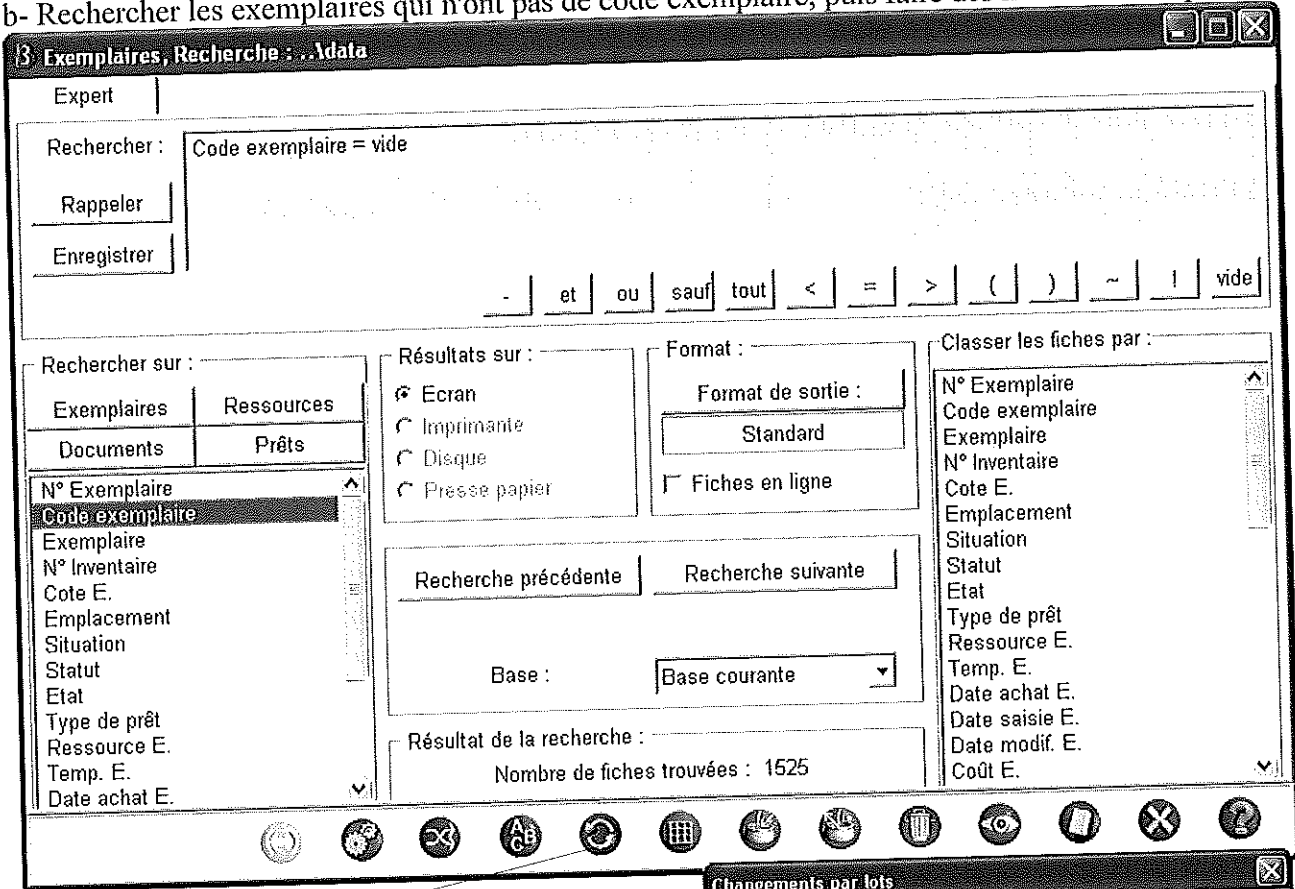 b- Rechercher les exemplaires qui n'ont pas de code exemplaire, puis faire des
Exemplaires, Recherche : ..\data
Expert
Rechercher :
Code exemplaire = vide
Rappeler
Enregistrer
- et ou sauf tout < = > ( ) ~ ! vide
Rechercher sur :
Exemplaires Ressources
Documents Prêts
N° Exemplaire
Code exemplaire
Exemplaire
N° Inventaire
Cote E.
Emplacement
Situation
Statut
Etat
Type de prêt
Ressource E.
Temp. E.
Date achat E.
Résultats sur :
Ecran
Imprimante
Disque
Presse papier
Format :
Format de sortie :
Standard
Fiches en ligne
Recherche précédente Recherche suivante
Base : Base courante
Résultat de la recherche :
Nombre de fiches trouvées : 1525
Classer les fiches par :
N° Exemplaire
Code exemplaire
Exemplaire
N° Inventaire
Cote E.
Emplacement
Situation
Statut
Etat
Type de prêt
Ressource E.
Temp. E.
Date achat E.
Date saisie E.
Date modif. E.
Coût E.
ABC
?
Changements par lots